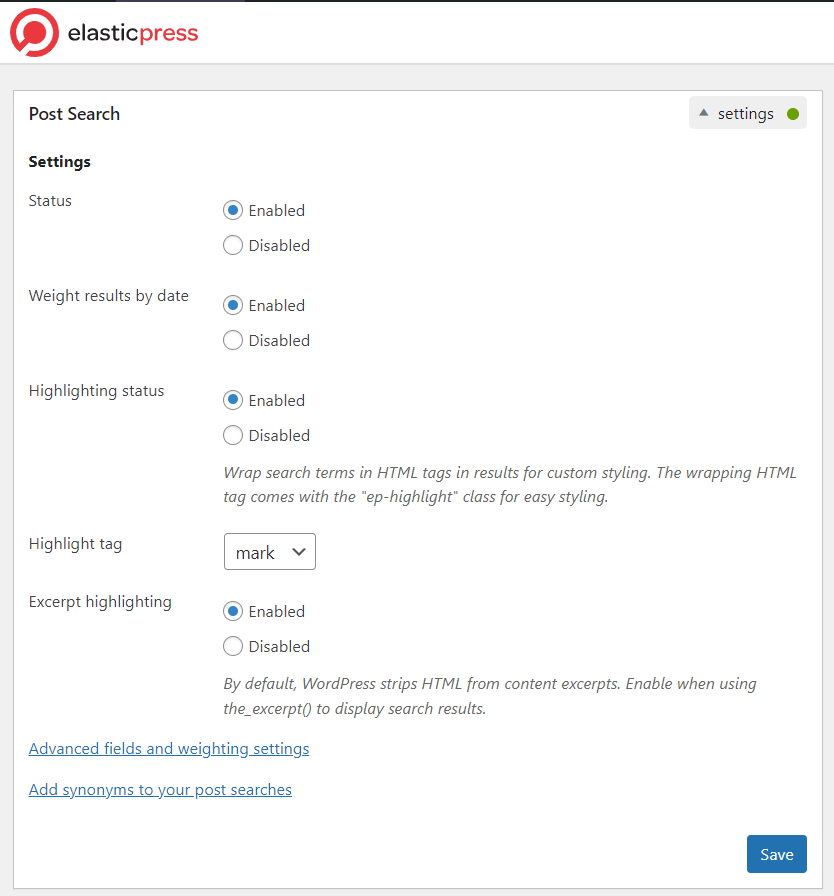 elasticpress
Post Search
settings
Settings
Status
Enabled
Disabled
Weight results by date
Enabled
Disabled
Highlighting status
Enabled
Disabled
Wrap search terms in HTML tags in results for custom styling. The wrapping HTML
tag comes with the "ep-highlight" class for easy styling.
Highlight tag
mark
Excerpt highlighting
Enabled
Disabled
By default, WordPress strips HTML from content excerpts. Enable when using
the_excerpt() to display search results.
Advanced fields and weighting settings
Add synonyms to your post searches
Save